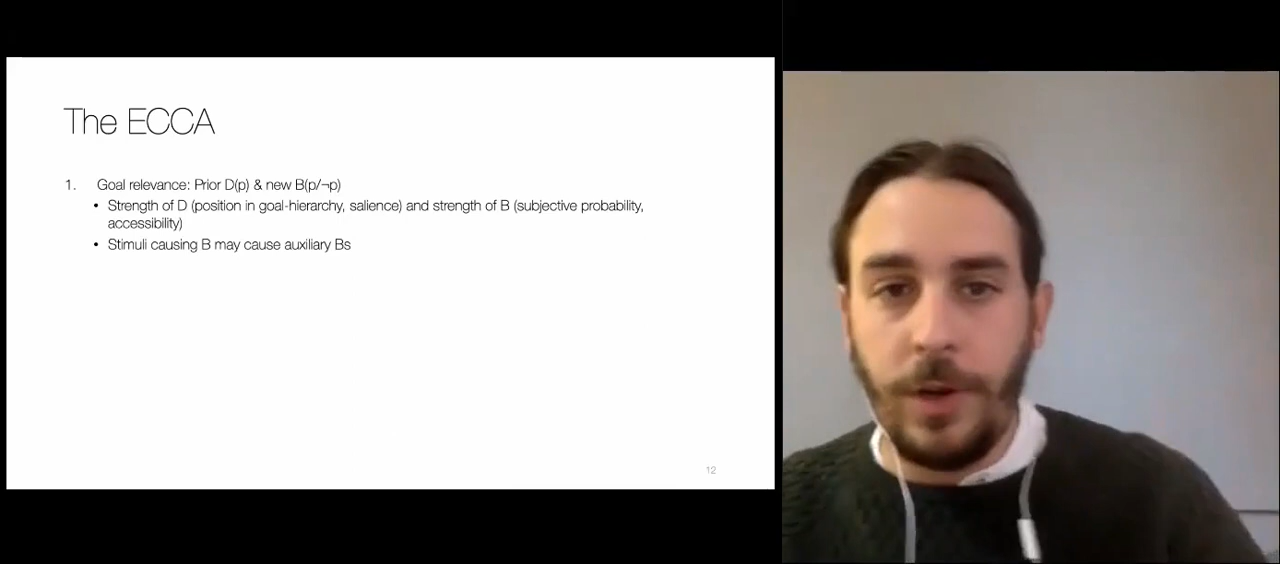 The ECCA
1. Goal relevance: Prior D(p) & new B(p/¬p)
• Strength of D (position in goal-hierarchy, salience) and strength of B (subjective probability,
accessibility)
• Stimuli causing B may cause auxiliary Bs
12